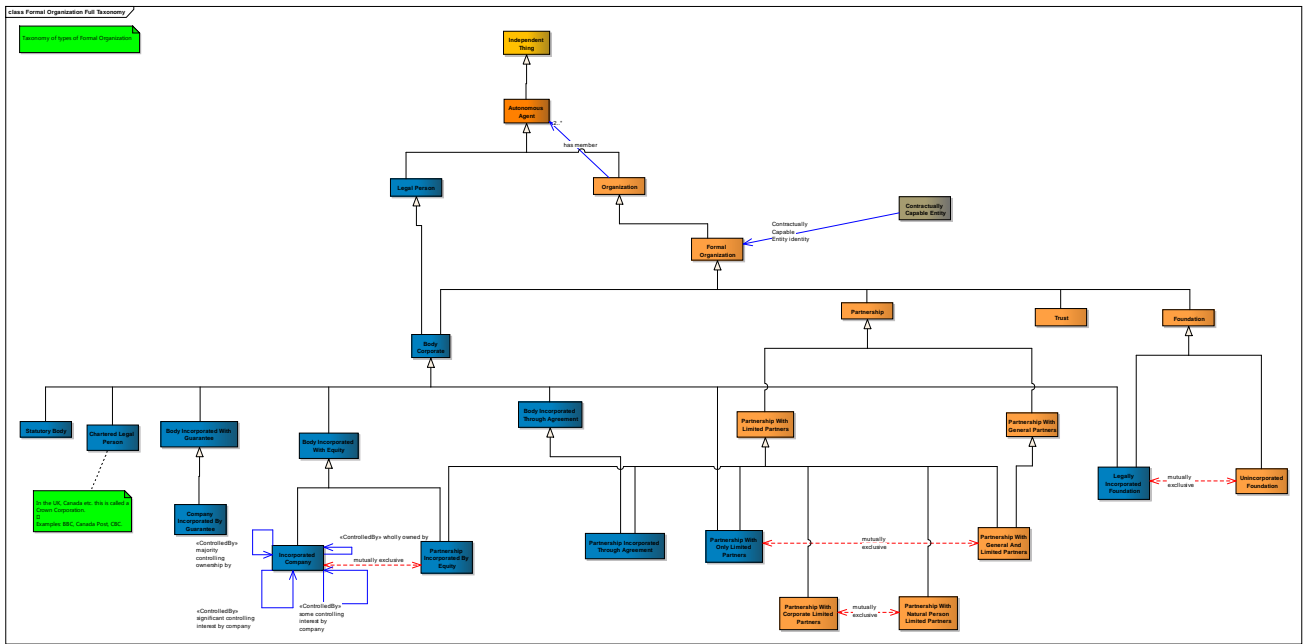 class Formal Organization Full Taxonomy
Taxonomy of types of Formal Organization
Independent
Thing
Autonomous
Agent
2..*
has member
Legal Person
Organization
Contractually
Capable Entity
Contractually
Capable
Entity identity
Formal
Organization
Partnership
Trust
Foundation
Body
Corporate
Statutory Body
Chartered Legal
Person
Body Incorporated With
Guarantee
Body Incorporated
With Equity
Body Incorporated
Through Agreement
Partnership With
Limited Partners
Partnership With
General Partners
Legally
Incorporated
Foundation
mutually
exclusive
Unincorporated
Foundation
In the UK, Canada etc. this is called a
Crown Corporation.
Examples: BBC, Canada Post; CBC
Company
Incorporated By
Guarantee
«ControlledBy»
majority
controlling
ownership by
«ControlledBy» wholly owned by
Incorporated
Company
mutually exclusive
Partnership
Incorporated By
Equity
Partnership Incorporated
Through Agreement
Partnership With
Only Limited
Partners
mutually
exclusive
Partnership With
General And
Limited Partners
«ControlledBy»
significant controlling
interest by company
«ControlledBy»
some controlling
interest by
company
Partnership With
Corporate Limited
Partners
mutually
exclusive
Partnership With
Natural Person
Limited Partners